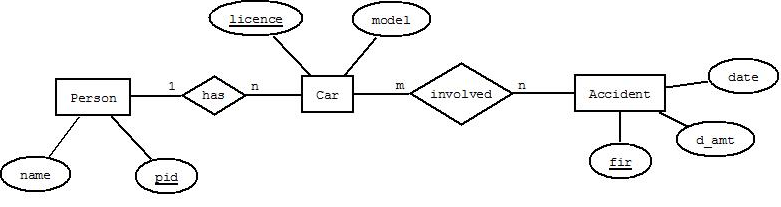 licence
model
date
1
has
n
m
involved
n
Person
Car
Accident
d_amt
name
pid
fir